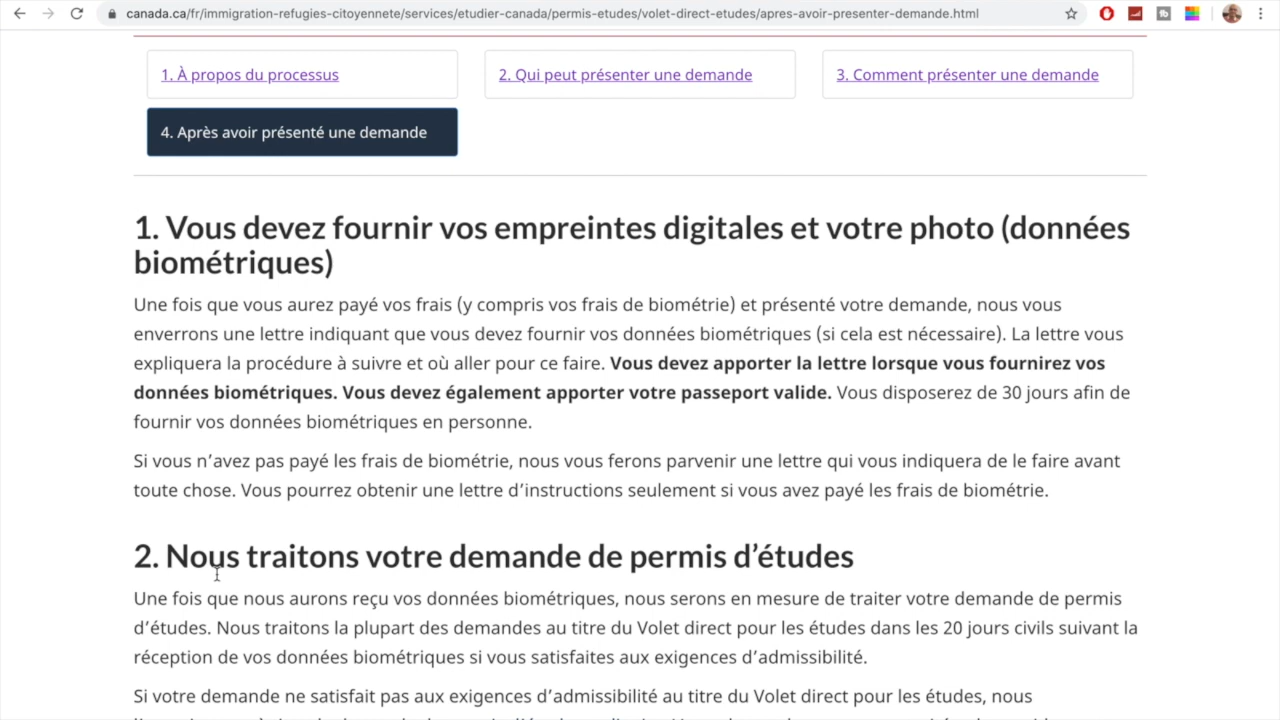 canada.ca/fr/immigration-refugies-citoyennete/services/etudier-canada/permis-etudes/volet-direct-etudes/apres-avoir-presenter-demande.html
1. À propos du processus
2. Qui peut présenter une demande
3. Comment présenter une demande
4. Après avoir présenté une demande
1. Vous devez fournir vos empreintes digitales et votre photo (données
biométriques)
Une fois que vous aurez payé vos frais (y compris vos frais de biométrie) et présenté votre demande, nous vous
enverrons une lettre indiquant que vous devez fournir vos données biométriques (si cela est nécessaire). La lettre vous
expliquera la procédure à suivre et où aller pour ce faire. Vous devez apporter la lettre lorsque vous fournirez vos
données biométriques. Vous devez également apporter votre passeport valide. Vous disposerez de 30 jours afin de
fournir vos données biométriques en personne.
Si vous n’avez pas payé les frais de biométrie, nous vous ferons parvenir une lettre qui vous indiquera de le faire avant
toute chose. Vous pourrez obtenir une lettre d’instructions seulement si vous avez payé les frais de biométrie.
2. Nous traitons votre demande de permis d’études
Une fois que nous aurons reçu vos données biométriques, nous serons en mesure de traiter votre demande de permis
d’études. Nous traitons la plupart des demandes au titre du Volet direct pour les études dans les 20 jours civils suivant la
réception de vos données biométriques si vous satisfaites aux exigences d’admissibilité.
Si votre demande ne satisfait pas aux exigences d’admissibilité au titre du Volet direct pour les études, nous